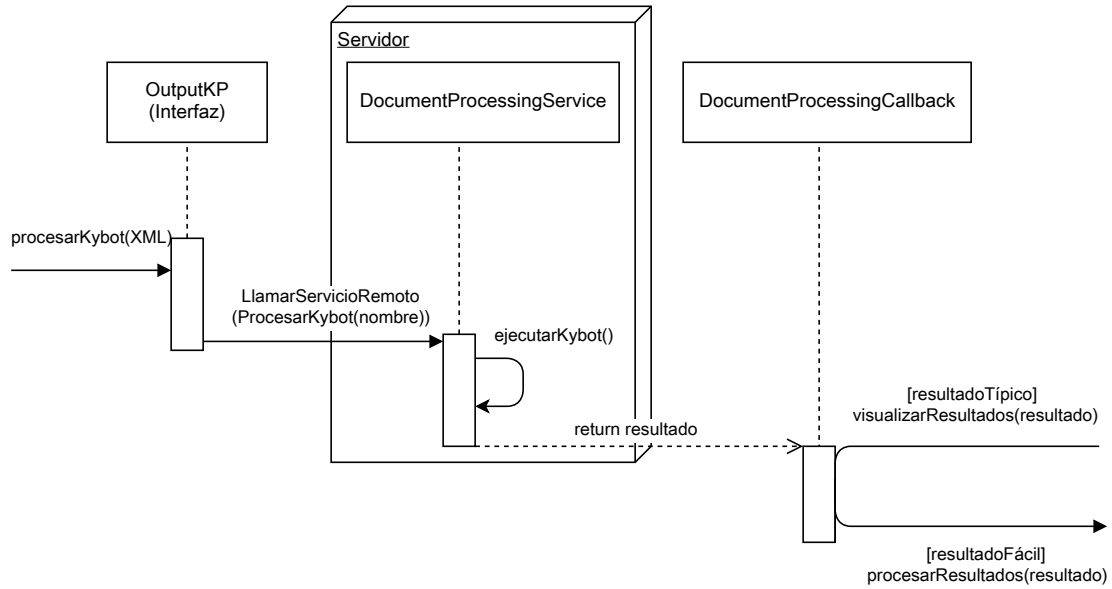 Servidor
OutputKP
(Interfaz)
DocumentProcessingService
DocumentProcessingCallback
procesarKybot(XML)
LlamarServicioRemoto
(ProcesarKybot(nombre))
ejecutarKybot()
return resultado
[resultadoTípico]
visualizarResultados(resultado)
[resultadoFácil]
procesarResultados(resultado)